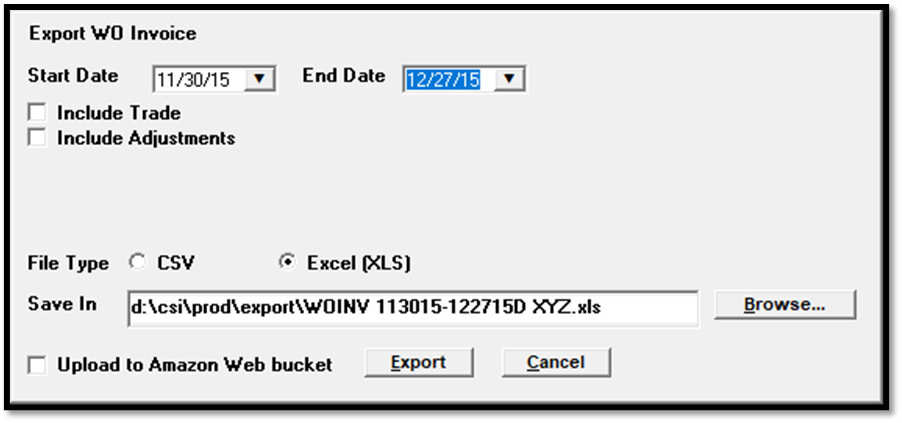 Export WO Invoice
Start Date 11/30/15 End Date 12/27/15
Include Trade
Include Adjustments
File Type CSV Excel (XLS)
Save In d:\csi\prod\export\WOINV 113015-122715D XYZ.xls Browse...
Upload to Amazon Web bucket Export Cancel